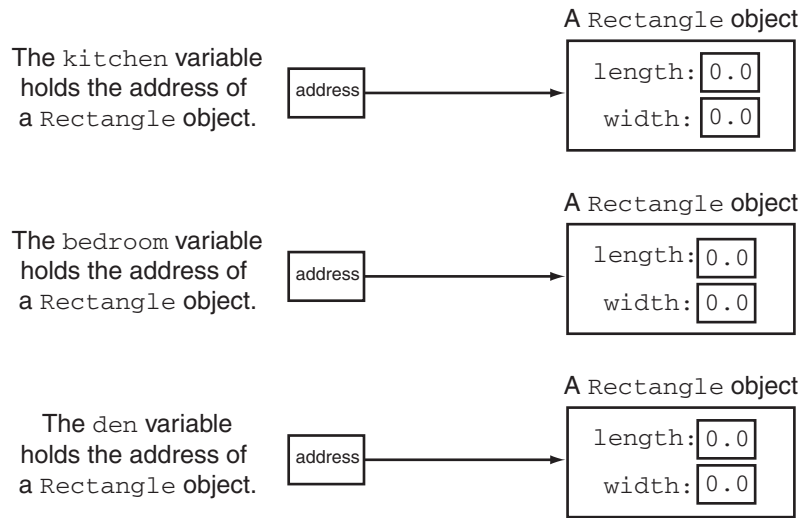 A Rectangle object
The kitchen variable
holds the address of
a Rectangle object.
address
length: 0.0
width: 0.0
A Rectangle object
The bedroom variable
holds the address of
a Rectangle object.
address
length: 0.0
width: 0.0
A Rectangle object
The den variable
holds the address of
a Rectangle object.
address
length: 0.0
width: 0.0